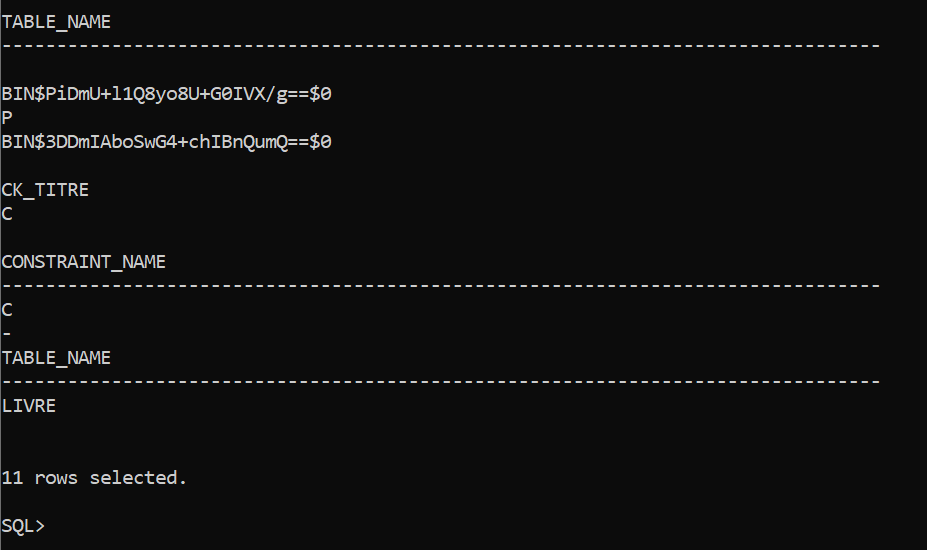 TABLE_NAME
--------------------------------------------------------------------------------
BIN$PiDmU+l1Q8yo8U+G0IVX/g==$0
P
BIN$3DDmIAboSwG4+chIBnQumQ==$0
CK_TITRE
C
CONSTRAINT_NAME
--------------------------------------------------------------------------------
C
-
TABLE_NAME
--------------------------------------------------------------------------------
LIVRE
11 rows selected.
SQL>